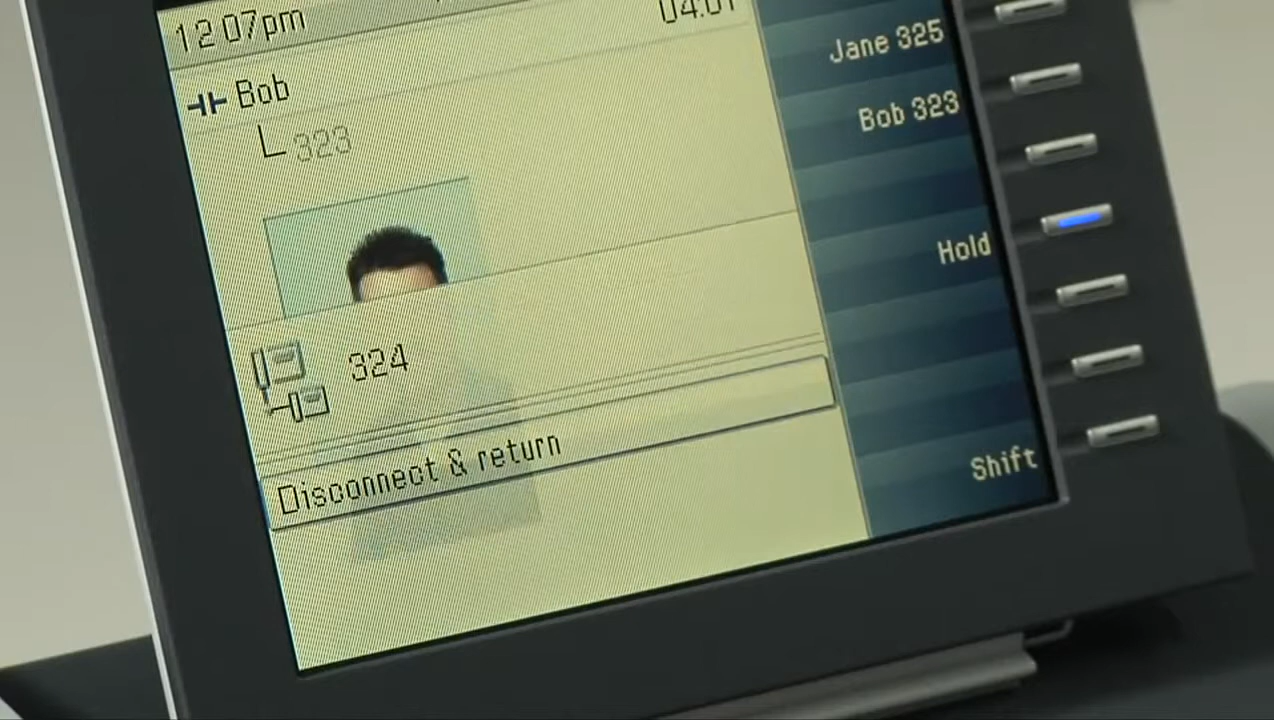 12 07pm
04:01
Bob
323
324
Disconnect & return
Jane 325
Bob 323
Hold
Shift